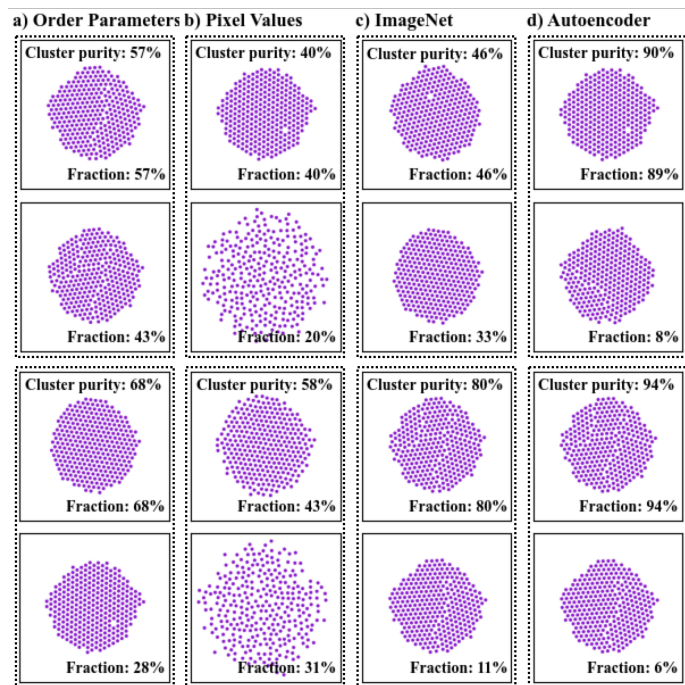 a) Order Parameters b) Pixel Values c) ImageNet d) Autoencoder
Cluster purity: 57% Cluster purity: 40% Cluster purity: 46% Cluster purity: 90%
Fraction: 57% Fraction: 40% Fraction: 46% Fraction: 89%
Fraction: 43% Fraction: 20% Fraction: 33% Fraction: 8%
Cluster purity: 68% Cluster purity: 58% Cluster purity: 80% Cluster purity: 94%
Fraction: 68% Fraction: 43% Fraction: 80% Fraction: 94%
Fraction: 28% Fraction: 31% Fraction: 11% Fraction: 6%